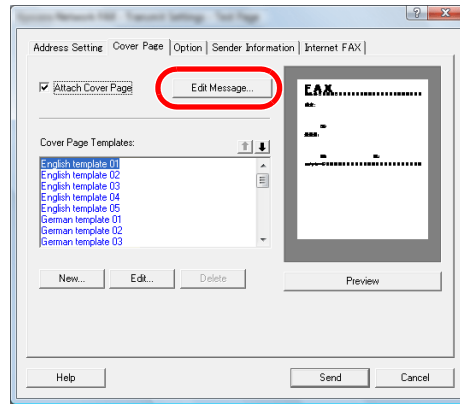 Kyocera Network FAX - Transmit Settings - Test Page
Address Setting Cover Page Option Sender Information Internet FAX
Attach Cover Page Edit Message...
FAX
Cover Page Templates:
English template 01
English template 02
English template 03
English template 04
English template 05
German template 01
German template 02
German template 03
New... Edit... Delete Preview
Help Send Cancel